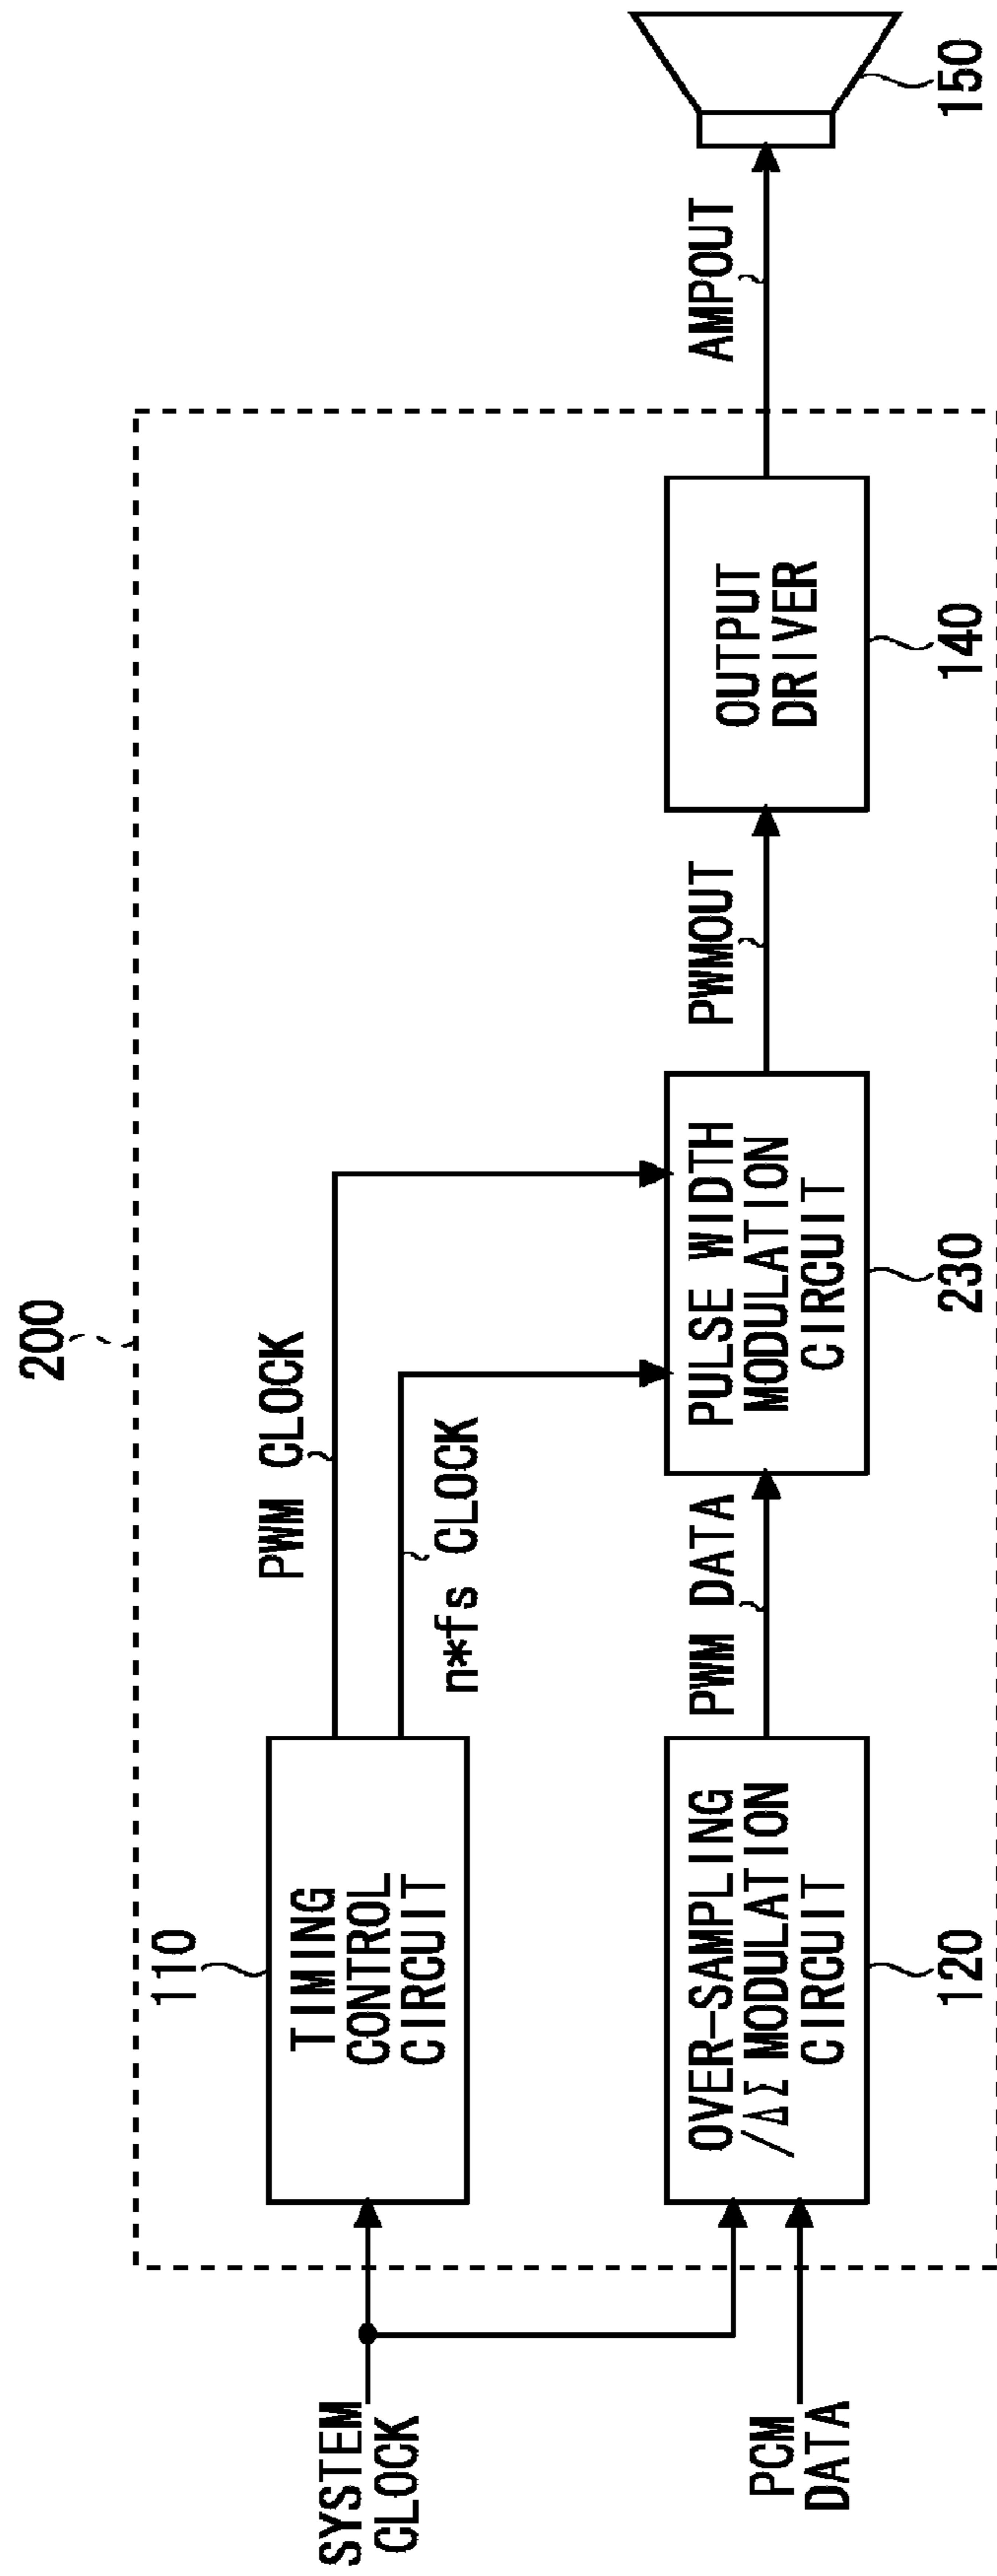 200
110
TIMING
CONTROL
CIRCUIT
PWM CLOCK
n*fs CLOCK
SYSTEM
CLOCK
PCM
DATA
OVER-SAMPLING
/ΔΣ MODULATION
CIRCUIT
120
PWM DATA
PULSE WIDTH
MODULATION
CIRCUIT
230
PWMOUT
OUTPUT
DRIVER
140
AMPOUT
150